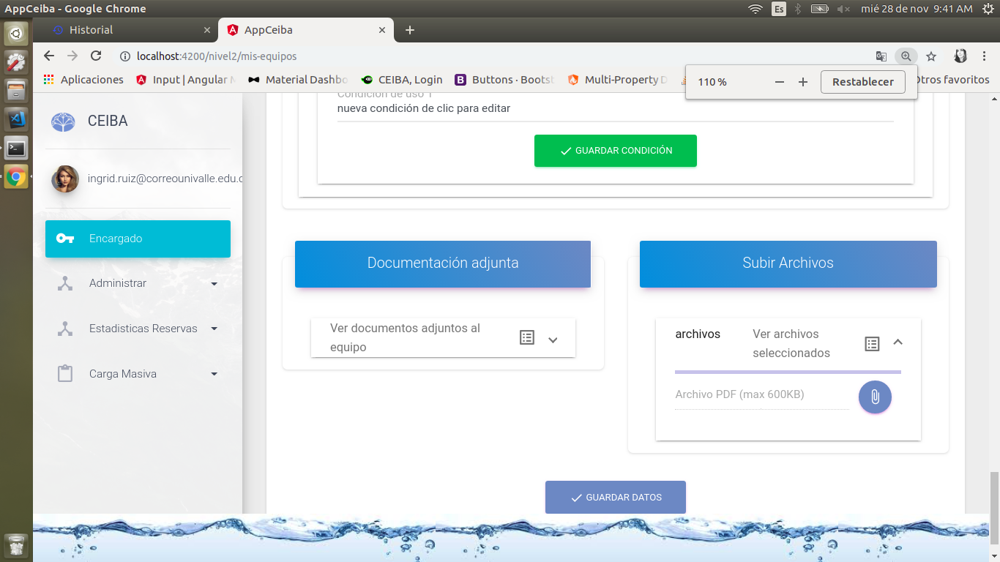 AppCeiba - Google Chrome
Es
mié 28 de nov 9:41 AM
Historial
AppCeiba
localhost:4200/nivel2/mis-equipos
Aplicaciones
Input | Angular
Material Dashbo
CEIBA, Login
Buttons · Bootst
Multi-Property D
Otros favoritos
110 %
Restablecer
CEIBA
ingrid.ruiz@correounivalle.edu.c
Encargado
Administrar
Estadisticas Reservas
Carga Masiva
Condición de uso 1
nueva condición de clic para editar
GUARDAR CONDICIÓN
Documentación adjunta
Ver documentos adjuntos al
equipo
Subir Archivos
archivos
Ver archivos
seleccionados
Archivo PDF (max 600KB)
GUARDAR DATOS